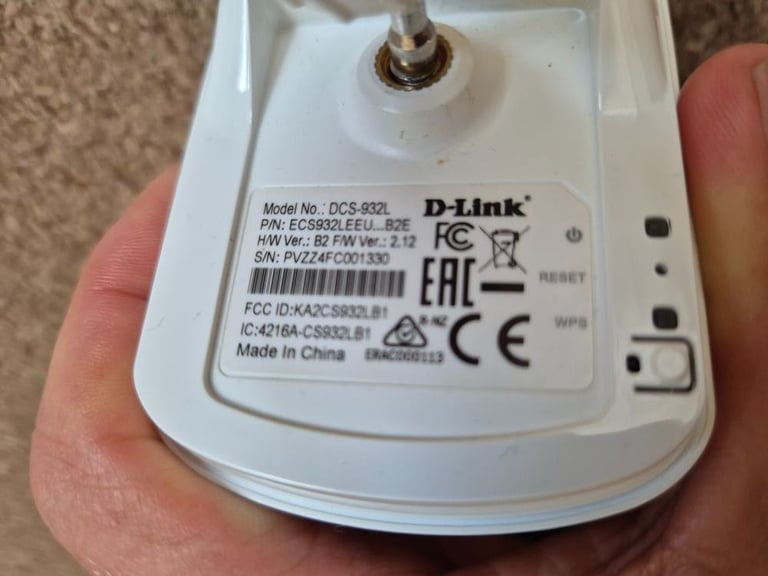 Model No.: DCS-932L
D-Link®
P/N: ECS932LEEU...B2E
H/W Ver.: B2 F/W Ver.: 2.12
S/N: PVZZ4FC001330
FC
EAC
FCC ID:KA2CS932LB1
IC:4216A-CS932LB1
Made In China
R-NZ
ERAC000113
CE
RESET
WPS